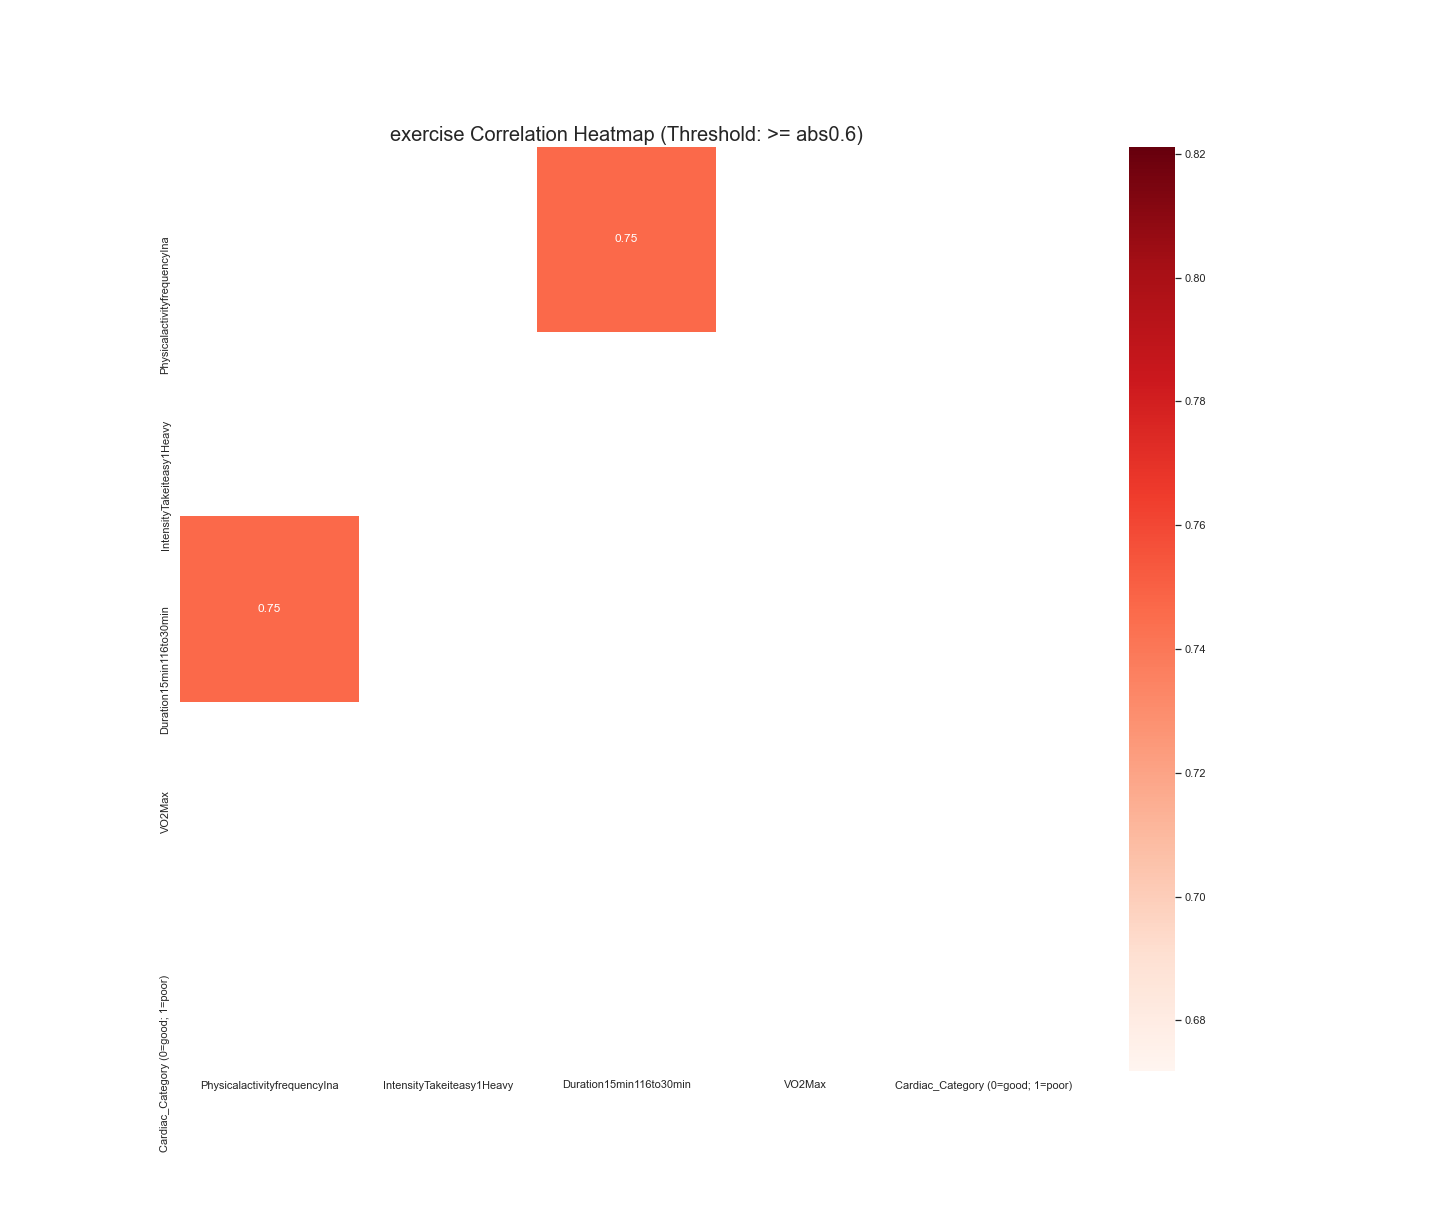 exercise Correlation Heatmap (Threshold: >= abs0.6)
PhysicalactivityfrequencyIna
IntensityTakeiteasy1Heavy
Duration15min116to30min
VO2Max
Cardiac_Category (0=good; 1=poor)
0.75
0.75
PhysicalactivityfrequencyIna
IntensityTakeiteasy1Heavy
Duration15min116to30min
VO2Max
Cardiac_Category (0=good; 1=poor)
0.82
0.80
0.78
0.76
0.74
0.72
0.70
0.68